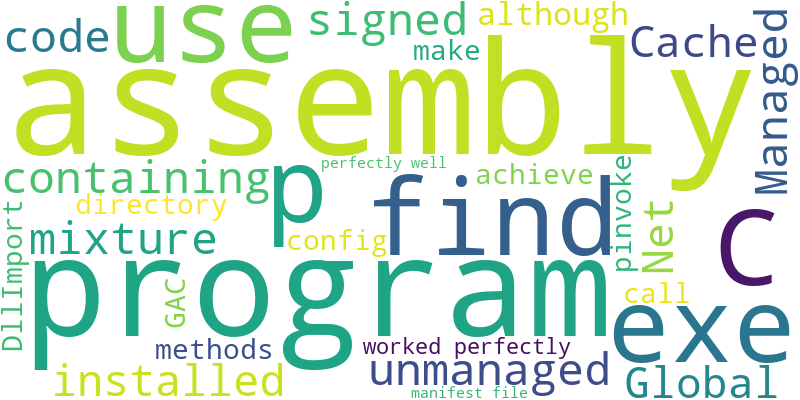 code
use
signed
although
make
Cached
Managed
assembly
containing
p
perfectly well
find
achieve
pinvoke
Net
C
directory
mixture
config
DllImport
GAC
program
call
exe
methods
worked perfectly
installed
unmanaged
manifest file
Global